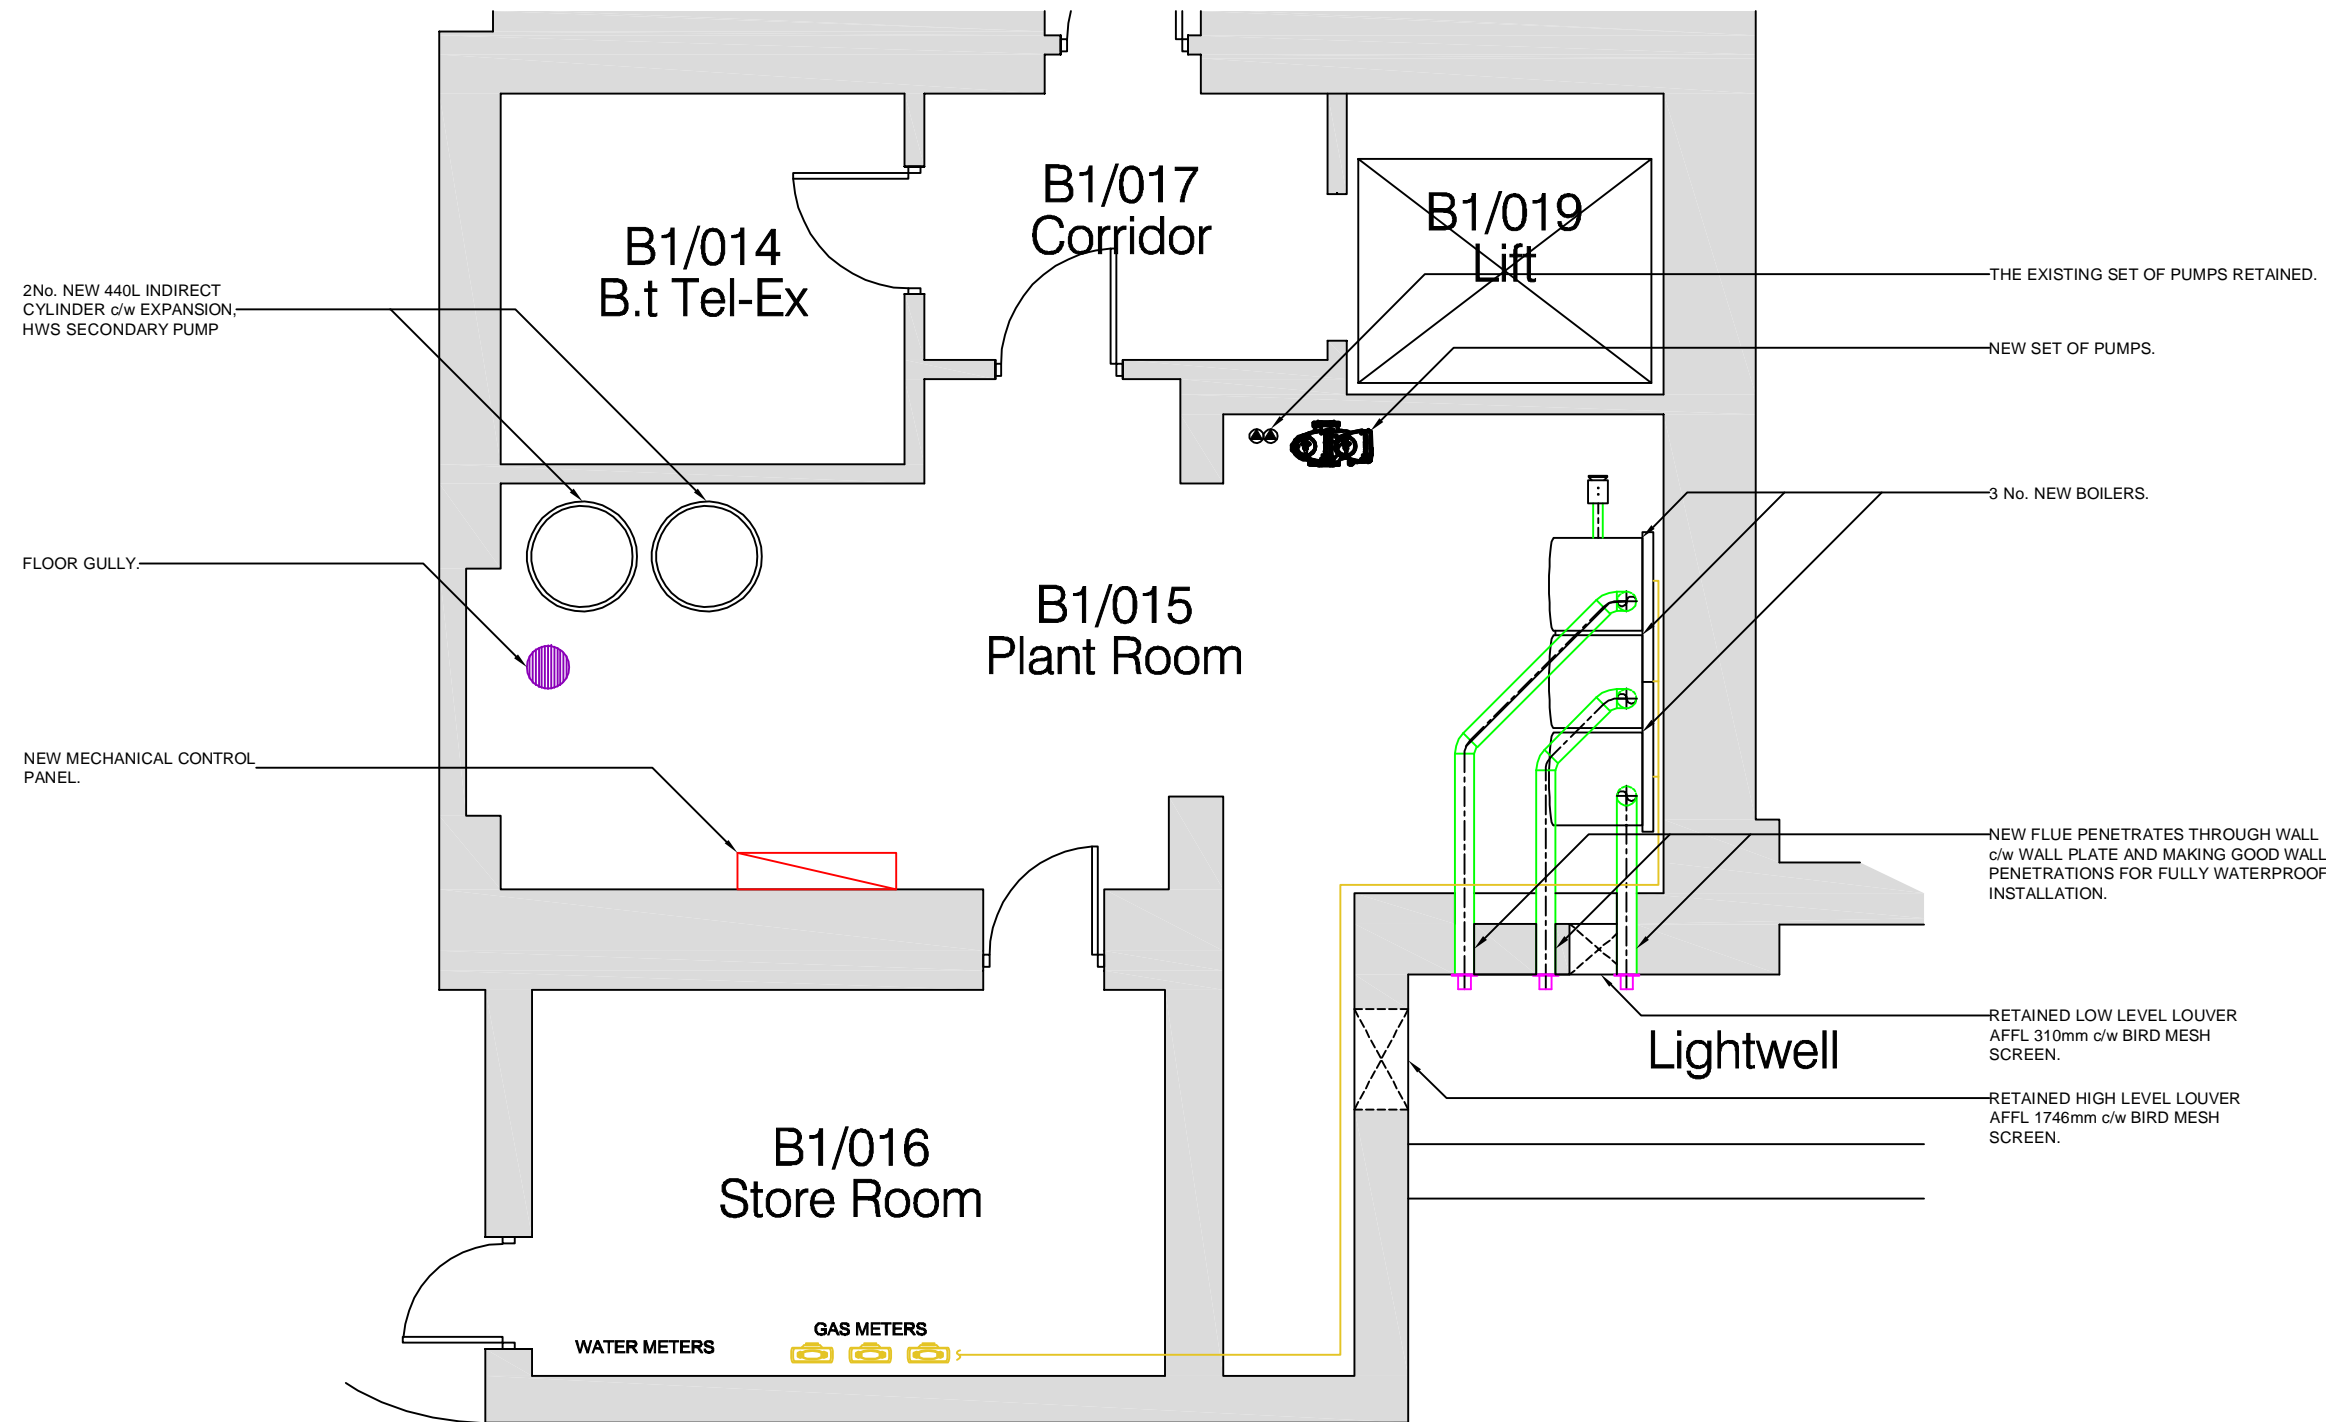 B1/017
Corridor
B1/019
Lift
B1/014
B.t Tel-Ex
2No. NEW 440L INDIRECT
CYLINDER c/w EXPANSION,
HWS SECONDARY PUMP
THE EXISTING SET OF PUMPS RETAINED.
NEW SET OF PUMPS.
3 No. NEW BOILERS.
FLOOR GULLY.
B1/015
Plant Room
NEW MECHANICAL CONTROL
PANEL.
NEW FLUE PENETRATES THROUGH WALL
c/w WALL PLATE AND MAKING GOOD WALL
PENETRATIONS FOR FULLY WATERPROOF
INSTALLATION.
RETAINED LOW LEVEL LOUVER
AFFL 310mm c/w BIRD MESH
SCREEN.
Lightwell
RETAINED HIGH LEVEL LOUVER
AFFL 1746mm c/w BIRD MESH
SCREEN.
B1/016
Store Room
GAS METERS
WATER METERS